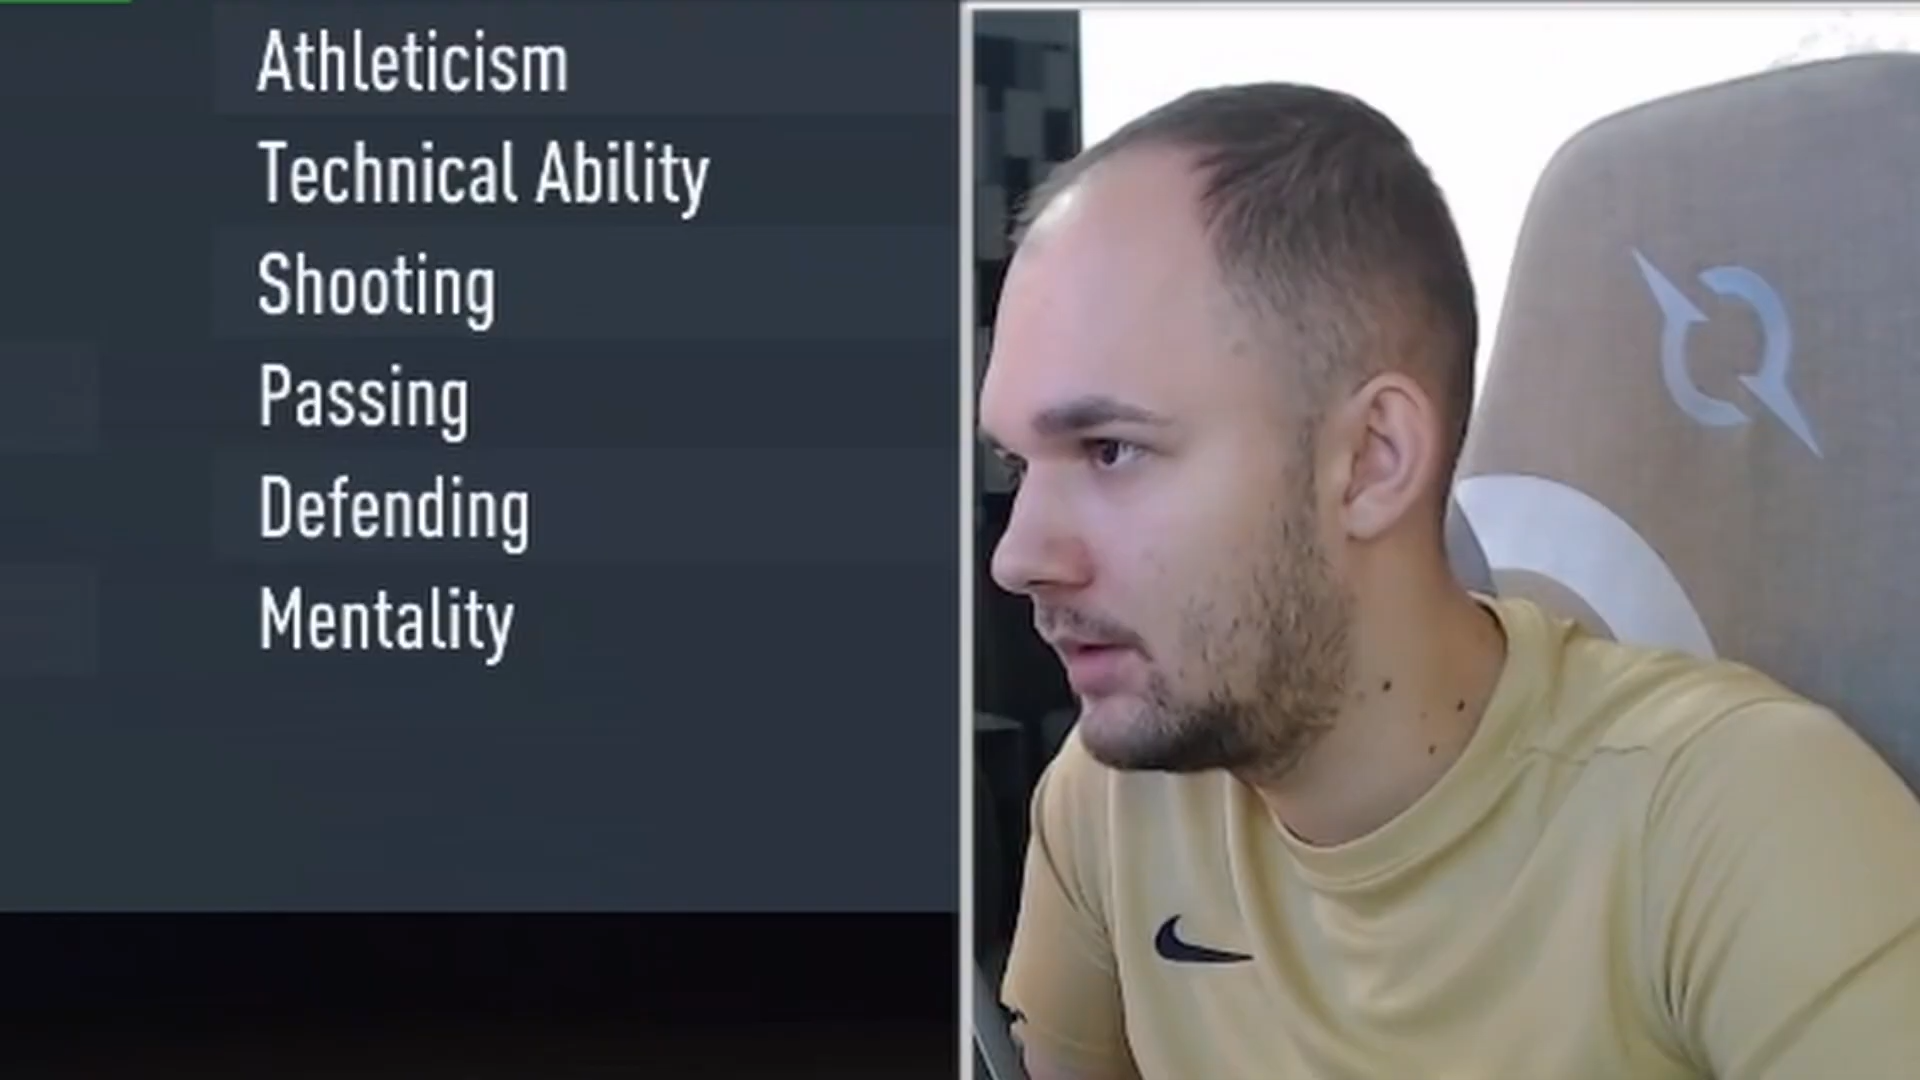 Athleticism
Technical Ability
Shooting
Passing
Defending
Mentality